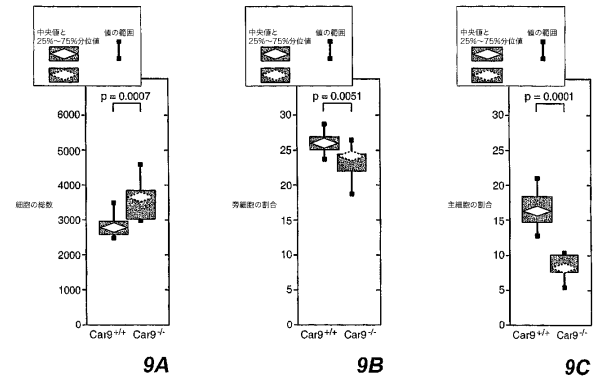 中央値と
25%～75%分位値
値の範囲
p = 0.0007
6000
5000
4000
3000
2000
1000
0
細胞の総数
Car9+/+ Car9-/-
9A
中央値と
25%～75%分位値
値の範囲
p = 0.0051
30
25
20
15
10
5
0
旁細胞の割合
Car9+/+ Car9-/-
9B
中央値と
25%～75%分位値
値の範囲
p = 0.0001
30
25
20
15
10
5
0
主細胞の割合
Car9+/+ Car9-/-
9C